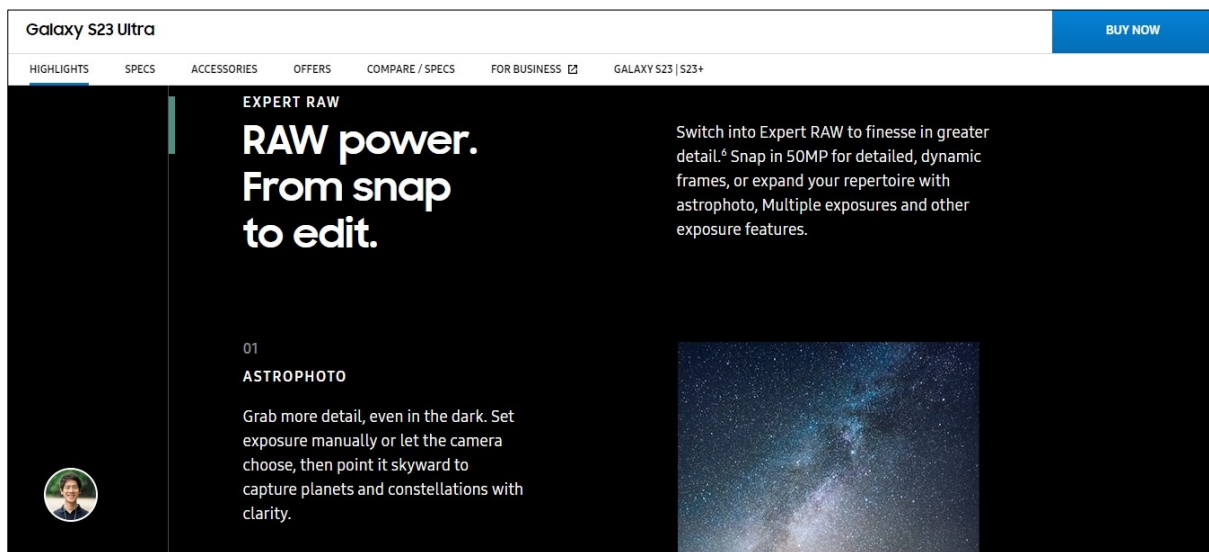 Galaxy S23 Ultra
BUY NOW
HIGHLIGHTS SPECS ACCESSORIES OFFERS COMPARE / SPECS FOR BUSINESS GALAXY S23 | S23+
EXPERT RAW
RAW power.
From snap
to edit.
Switch into Expert RAW to finesse in greater
detail.⁶ Snap in 50MP for detailed, dynamic
frames, or expand your repertoire with
astrophoto, Multiple exposures and other
exposure features.
01
ASTROPHOTO
Grab more detail, even in the dark. Set
exposure manually or let the camera
choose, then point it skyward to
capture planets and constellations with
clarity.